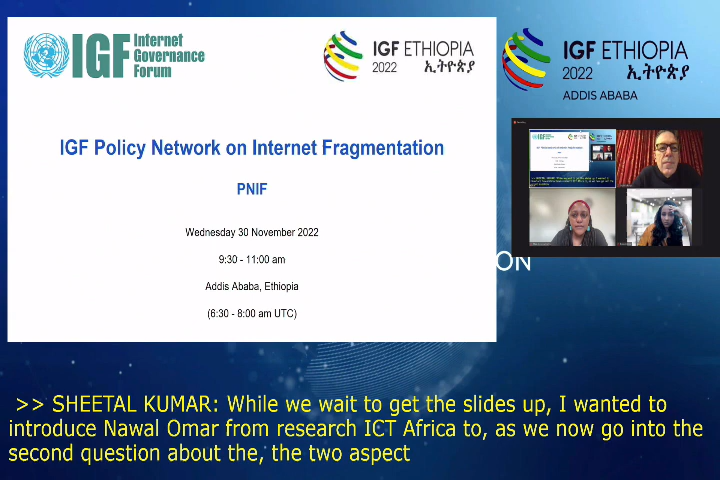 IGF Internet
Governance
Forum
IGF ETHIOPIA
2022 ኢትዮጵያ
IGF ETHIOPIA
2022 ኢትዮጵያ
ADDIS ABABA
IGF Policy Network on Internet Fragmentation
PNIF
Wednesday 30 November 2022
9:30 - 11:00 am
Addis Ababa, Ethiopia
(6:30 - 8:00 am UTC)
ON
>> SHEETAL KUMAR: While we wait to get the slides up, I wanted to
introduce Nawal Omar from research ICT Africa to, as we now go into the
second question about the, the two aspect